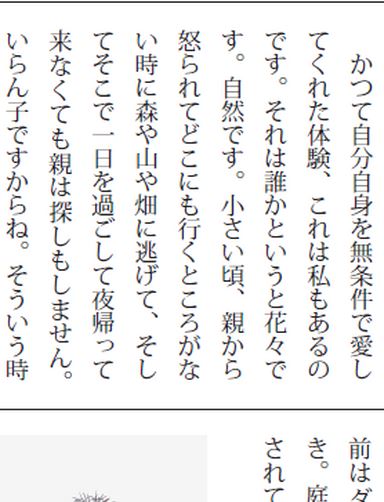 かつて自分自身を無条件で愛し
てくれた体験、これは私もあるの
です。それは誰かというと花々で
す。自然です。小さい頃、親から
怒られてどこにも行くところがな
い時に森や山や畑に逃げて、そし
てそこで一日を過ごして夜帰って
来なくても親は探しもしません。
いらん子ですからね。そういう時
前はダ
き。庭
されて